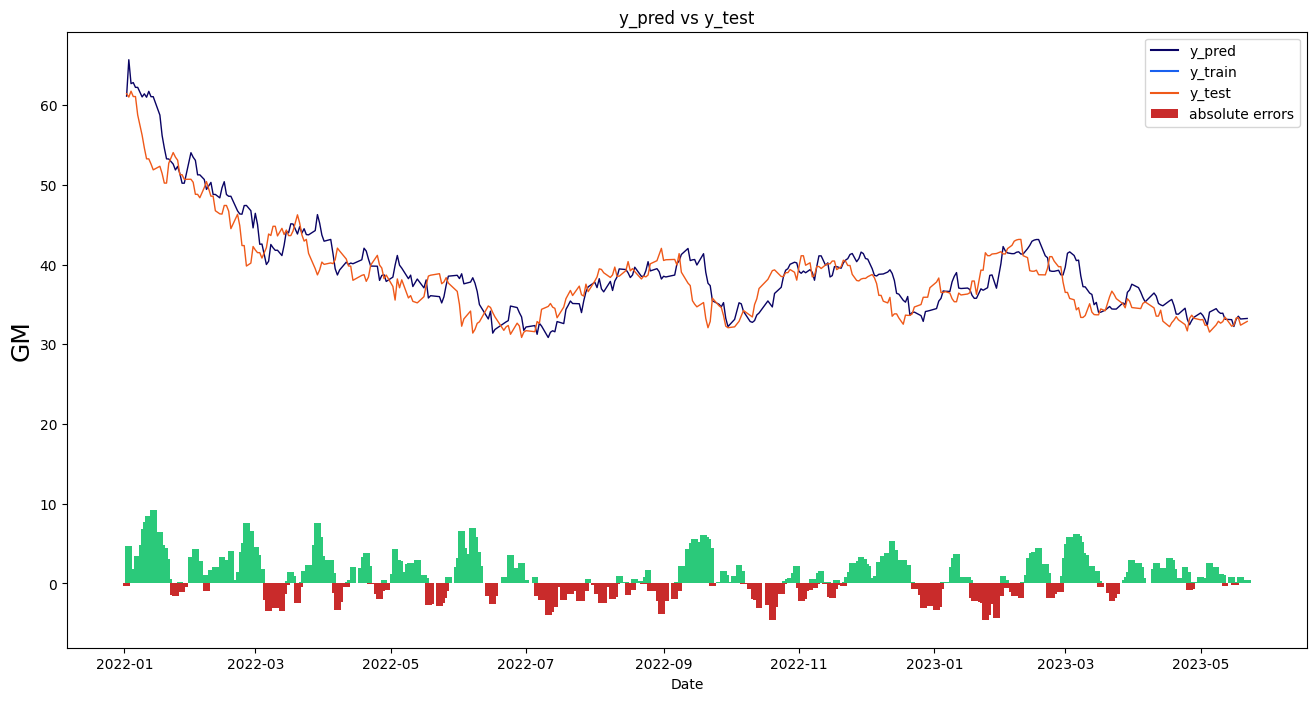 y_pred vs y_test
y_pred
y_train
y_test
absolute errors
60
50
40
30
20
10
0
GM
2022-01
2022-03
2022-05
2022-07
2022-09
2022-11
2023-01
2023-03
2023-05
Date